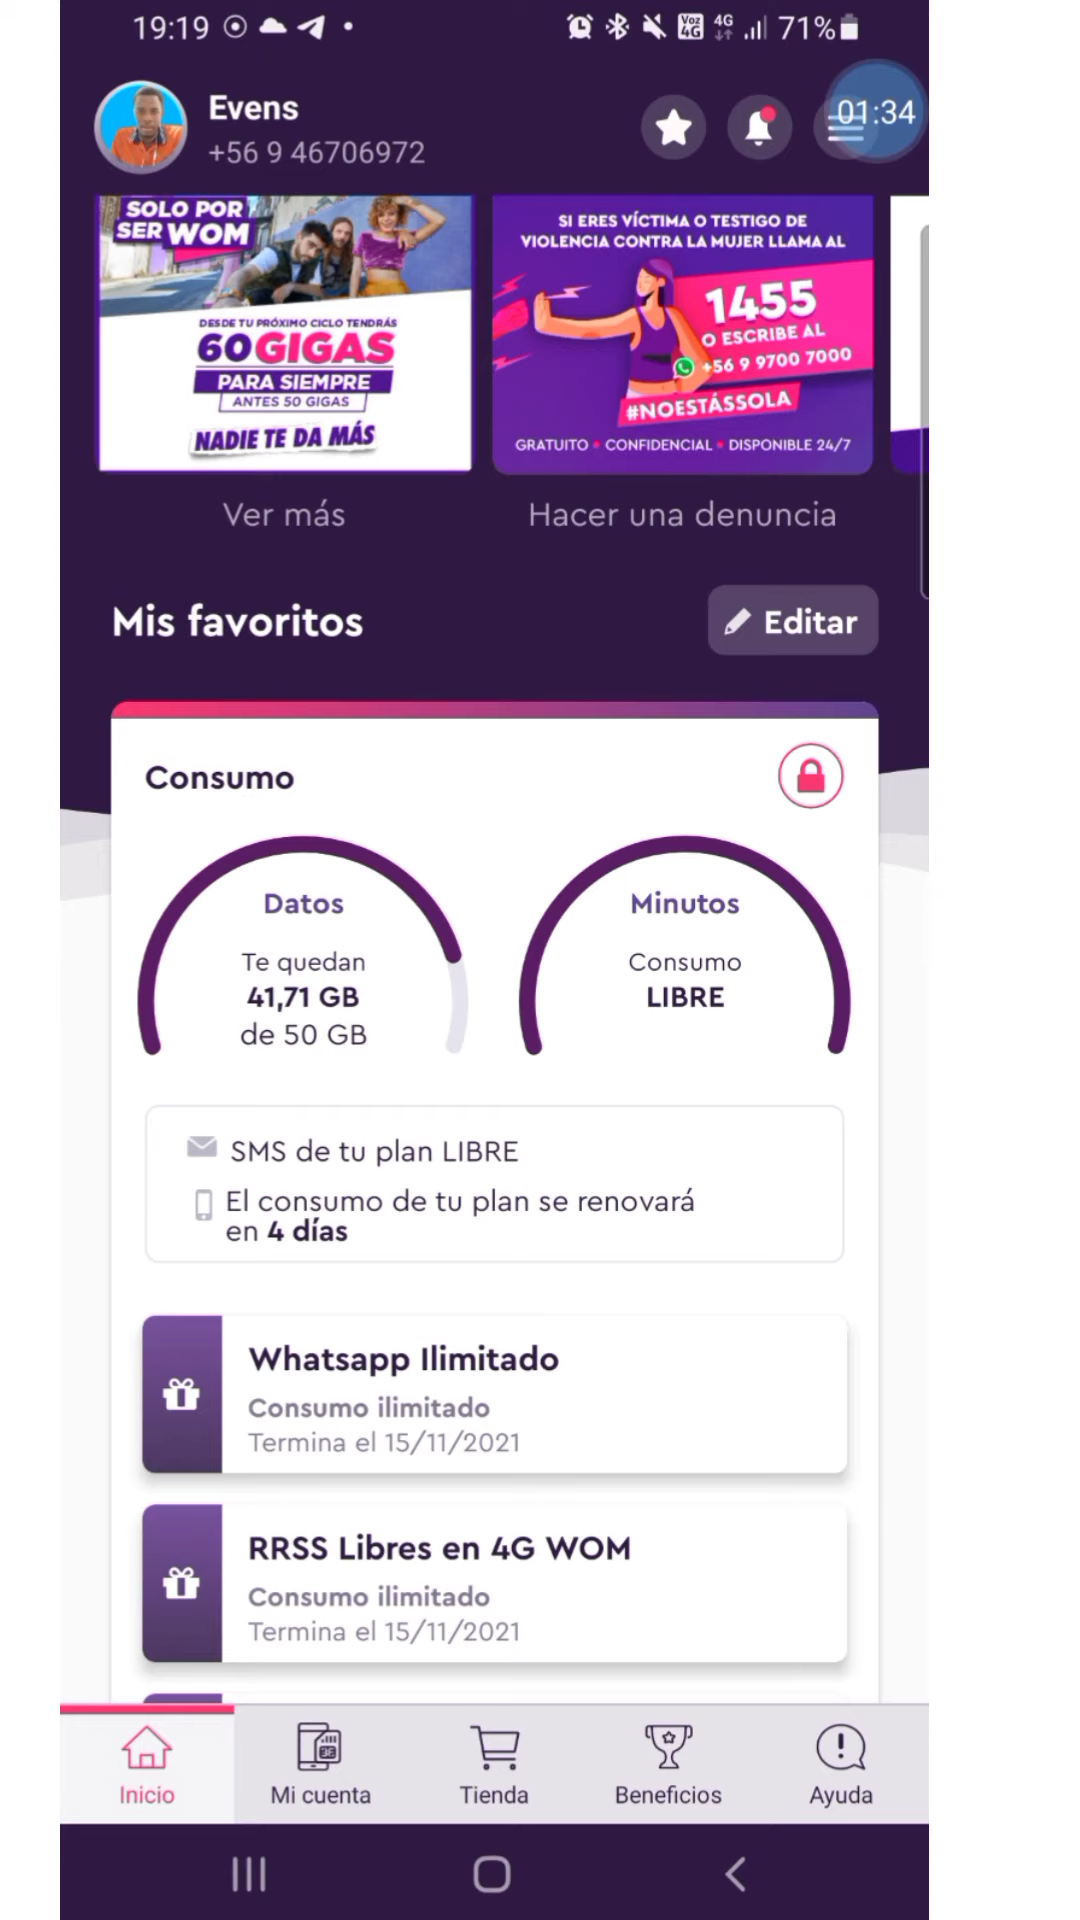 19:19 71%
Voz 4G
4G
01:34
Evens
+56 9 46706972
SOLO POR
SER WOM
DESDE TU PRÓXIMO CICLO TENDRÁS
60GIGAS
PARA SIEMPRE
ANTES 50 GIGAS
NADIE TE DA MÁS
SI ERES VÍCTIMA O TESTIGO DE
VIOLENCIA CONTRA LA MUJER LLAMA AL
1455
O ESCRIBE AL
+56 9 9700 7000
#NOESTÁSSOLA
GRATUITO • CONFIDENCIAL • DISPONIBLE 24/7
Ver más
Hacer una denuncia
Mis favoritos
Editar
Consumo
Datos
Te quedan
41,71 GB
de 50 GB
Minutos
Consumo
LIBRE
SMS de tu plan LIBRE
El consumo de tu plan se renovará
en 4 días
Whatsapp Ilimitado
Consumo ilimitado
Termina el 15/11/2021
RRSS Libres en 4G WOM
Consumo ilimitado
Termina el 15/11/2021
Inicio
Mi cuenta
Tienda
Beneficios
Ayuda